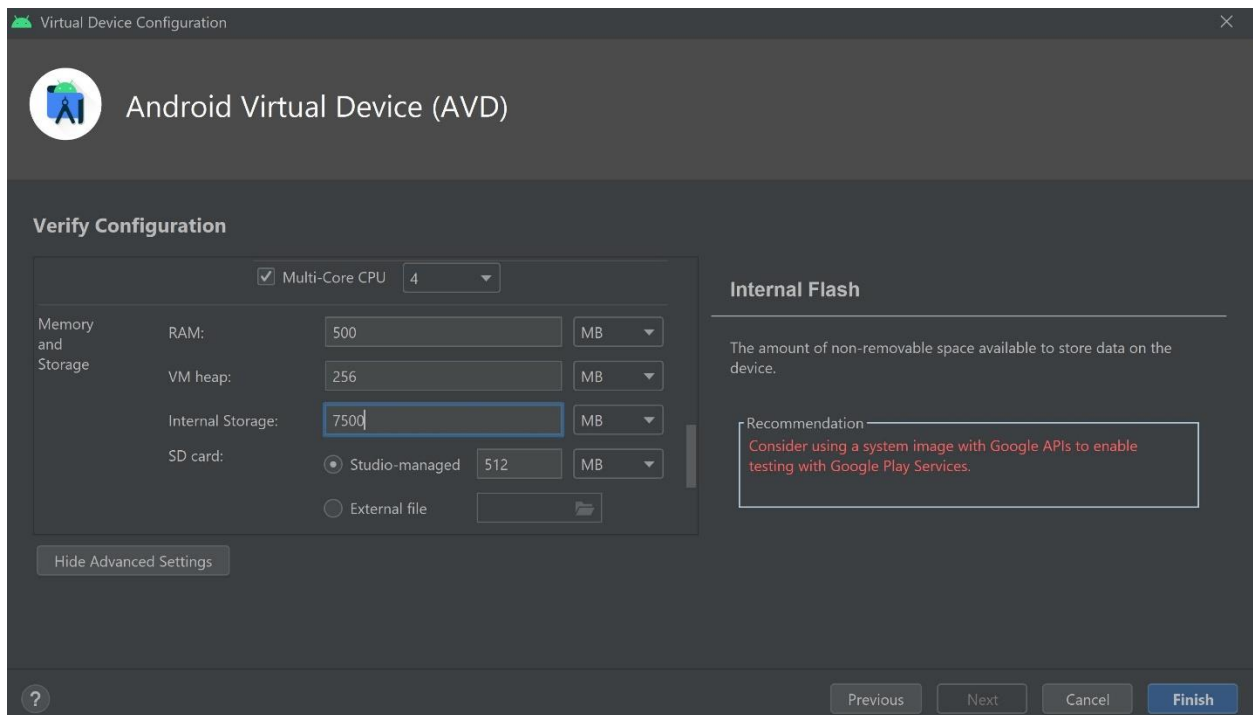 Virtual Device Configuration
Android Virtual Device (AVD)
Verify Configuration
Multi-Core CPU 4
Memory
and
Storage
RAM: 500 MB
VM heap: 256 MB
Internal Storage: 7500 MB
SD card: Studio-managed 512 MB
External file
Hide Advanced Settings
Internal Flash
The amount of non-removable space available to store data on the
device.
Recommendation
Consider using a system image with Google APIs to enable
testing with Google Play Services.
? Previous Next Cancel Finish